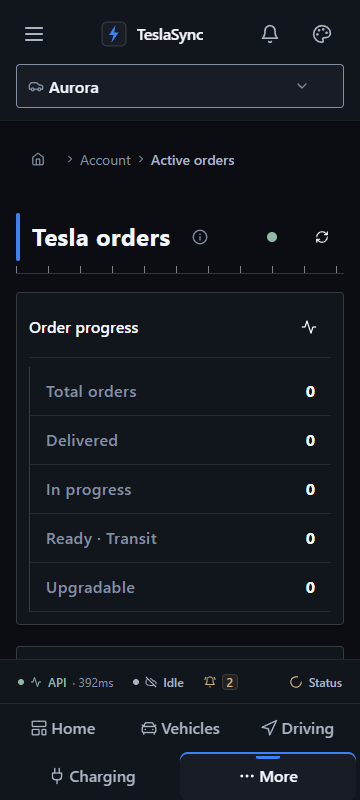 TeslaSync
Aurora
Account
Active orders
Tesla orders
Order progress
Total orders 0
Delivered 0
In progress 0
Ready · Transit 0
Upgradable 0
API · 392ms Idle 2 Status
Home Vehicles Driving
Charging More